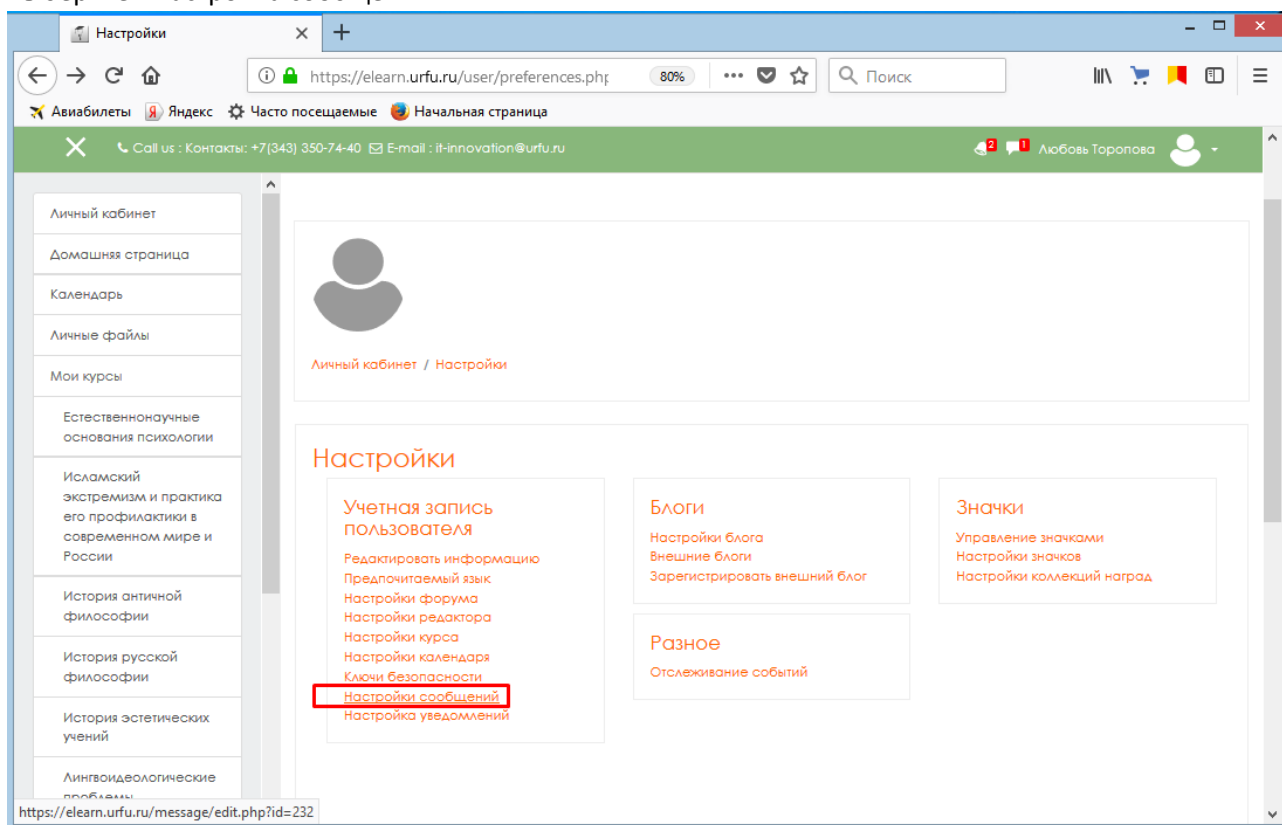 Настройки
https://elearn.urfu.ru/user/preferences.php
80%
Поиск
Авиабилеты
Яндекс
Часто посещаемые
Начальная страница
Call us : Контакты: +7(343) 350-74-40 E-mail : it-innovation@urfu.ru
2
1
Любовь Торопова
Личный кабинет
Домашняя страница
Календарь
Личные файлы
Мои курсы
Естественнонаучные
основания психологии
Исламский
экстремизм и практика
его профилактики в
современном мире и
России
История античной
философии
История русской
философии
История эстетических
учений
Лингвоидеологические
Личный кабинет / Настройки
Настройки
Учетная запись
пользователя
Редактировать информацию
Предпочитаемый язык
Настройки форума
Настройки редактора
Настройки курса
Настройки календаря
Ключи безопасности
Настройки сообщений
Настройка уведомлений
Блоги
Настройки блога
Внешние блоги
Зарегистрировать внешний блог
Разное
Отслеживание событий
Значки
Управление значками
Настройки значков
Настройки коллекций наград
https://elearn.urfu.ru/message/edit.php?id=232